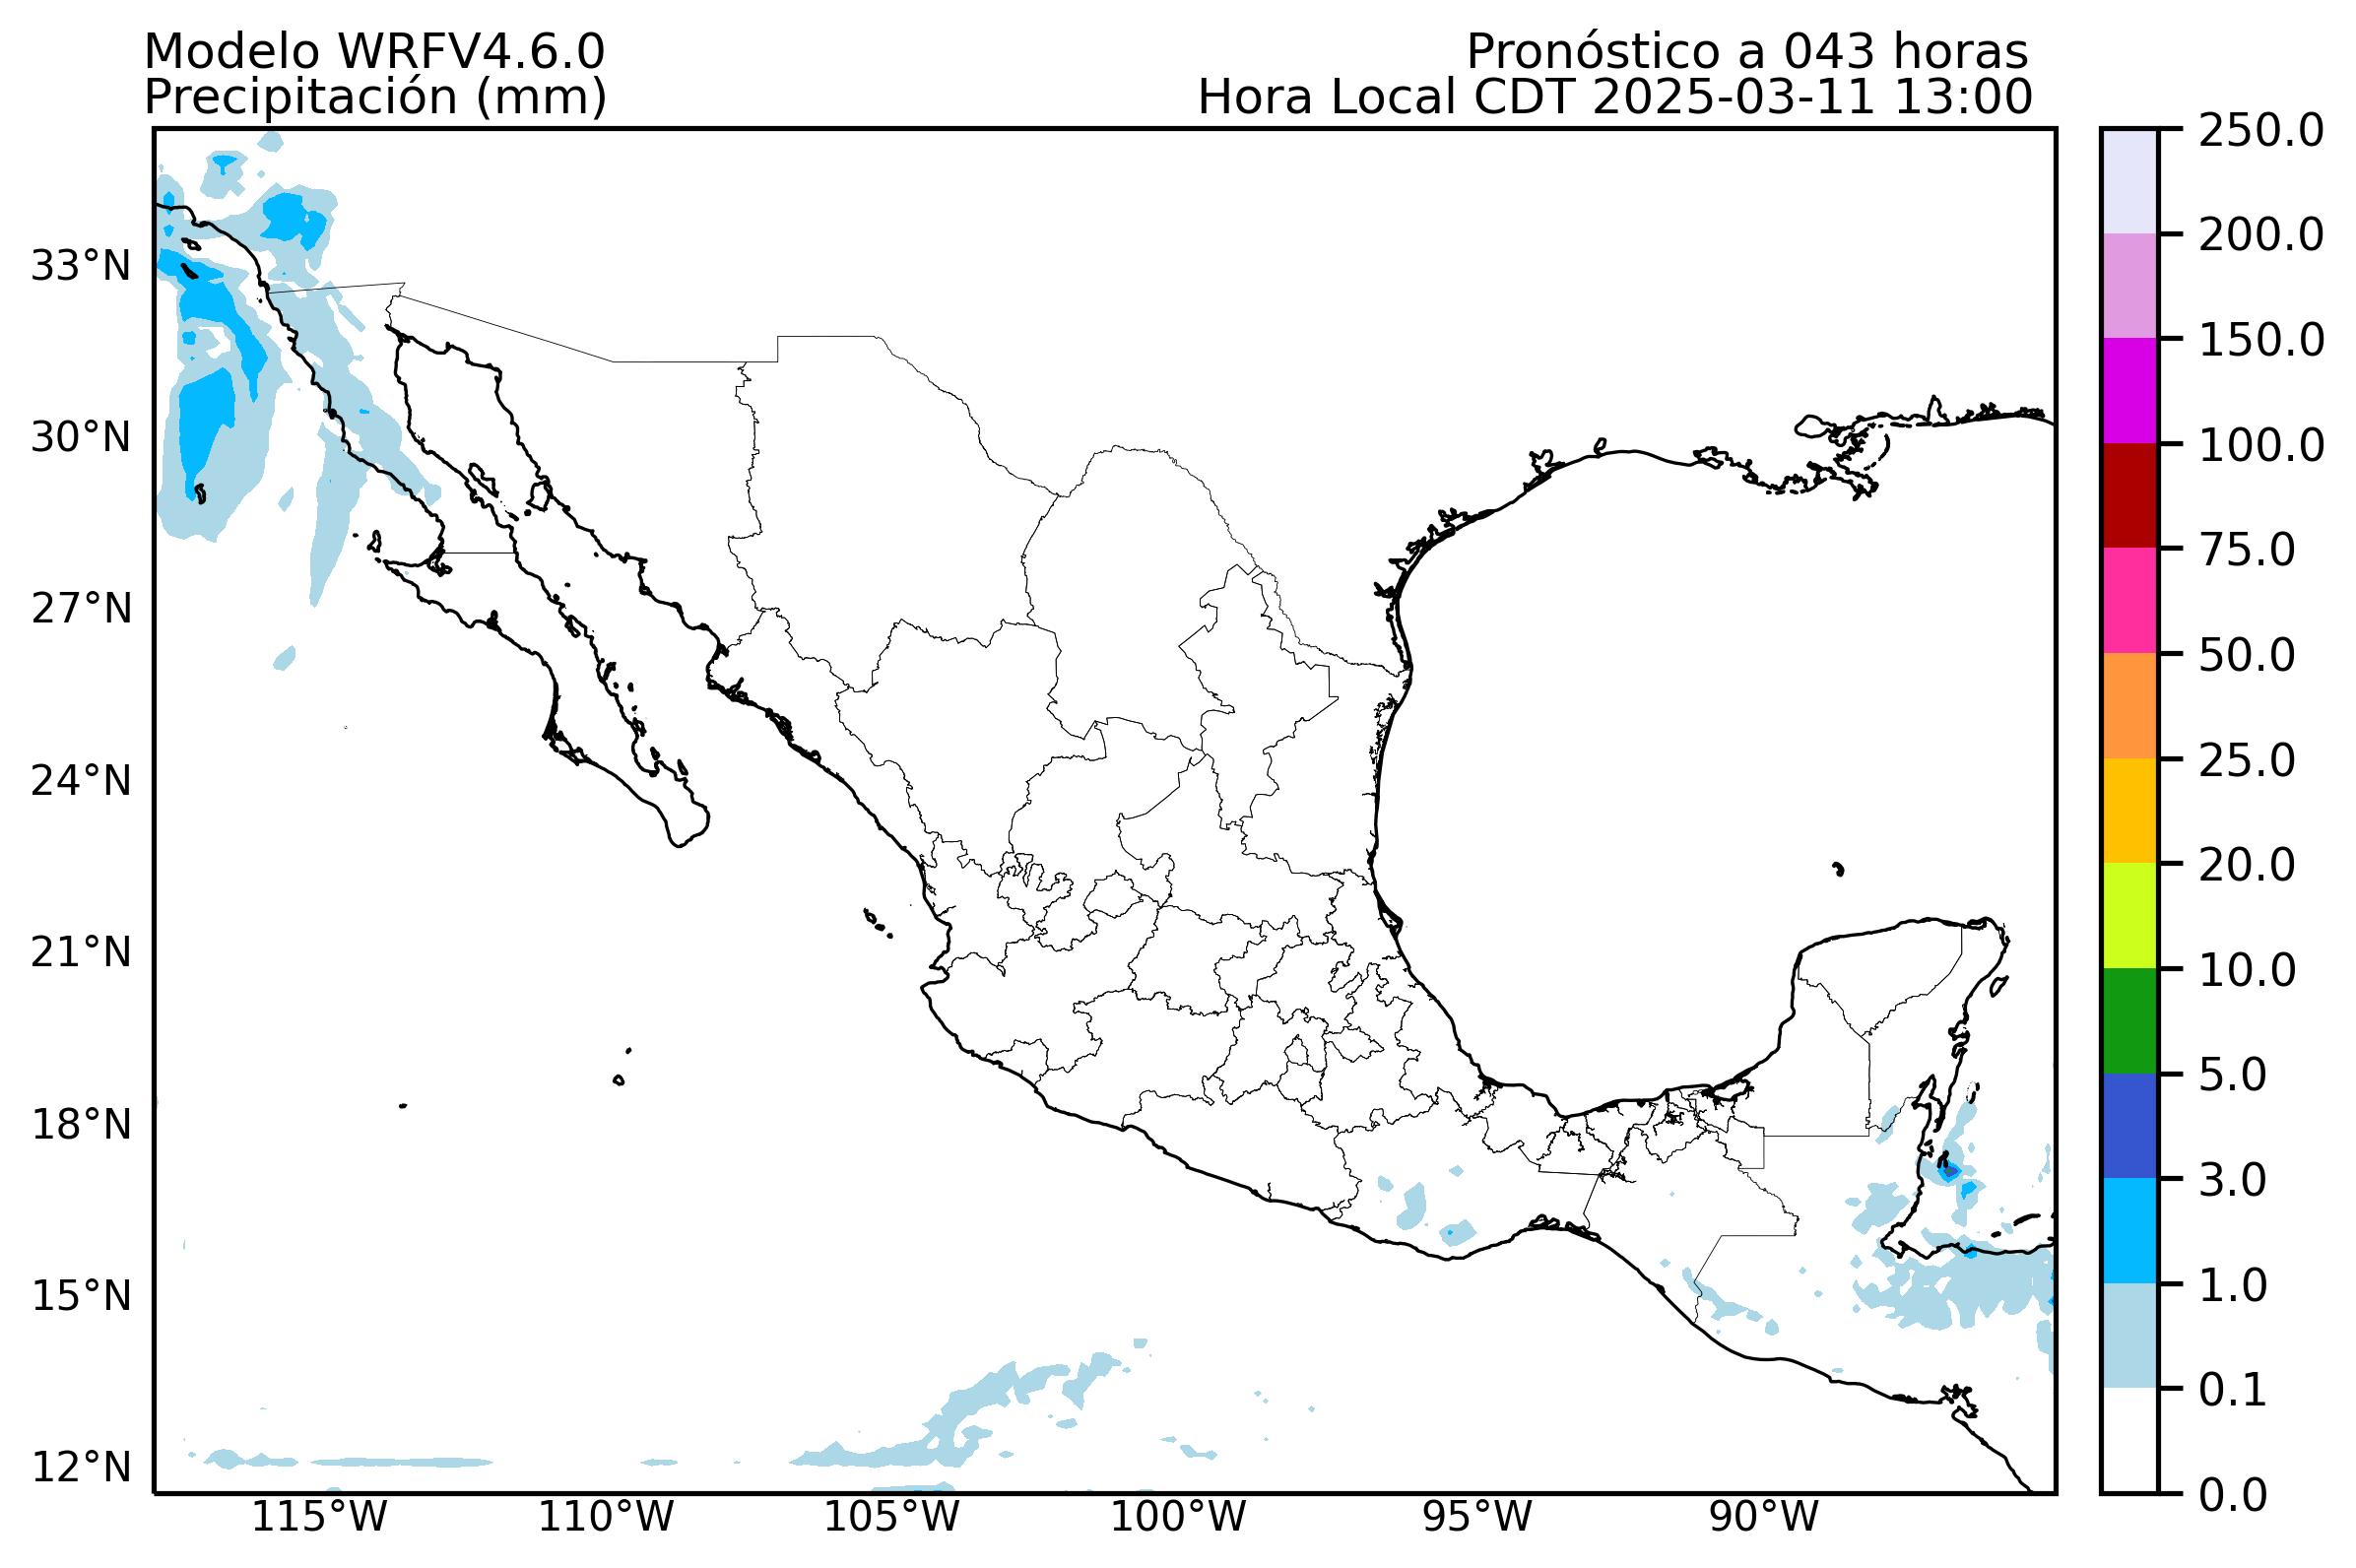 Modelo WRFV4.6.0
Pronóstico a 043 horas
Precipitación (mm)
Hora Local CDT 2025-03-11 13:00
33°N
30°N
27°N
24°N
21°N
18°N
15°N
12°N
115°W
110°W
105°W
100°W
95°W
90°W
250.0
200.0
150.0
100.0
75.0
50.0
25.0
20.0
10.0
5.0
3.0
1.0
0.1
0.0